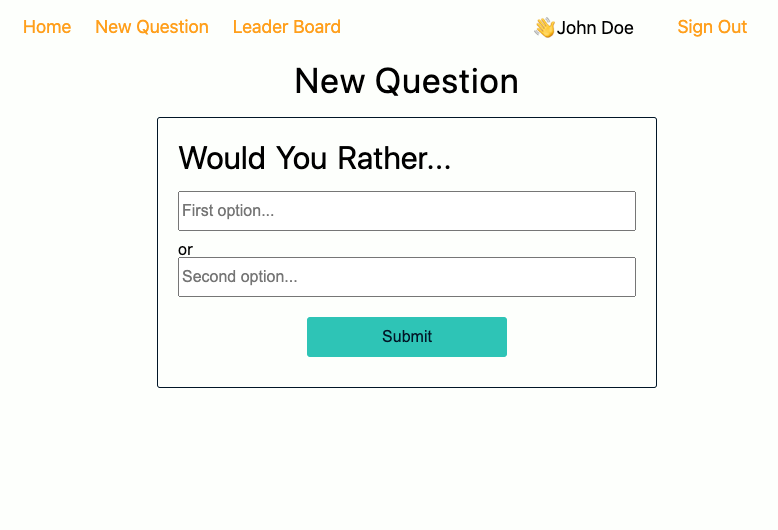 Home New Question Leader Board 👋John Doe Sign Out
New Question
Would You Rather...
First option...
or
Second option...
Submit